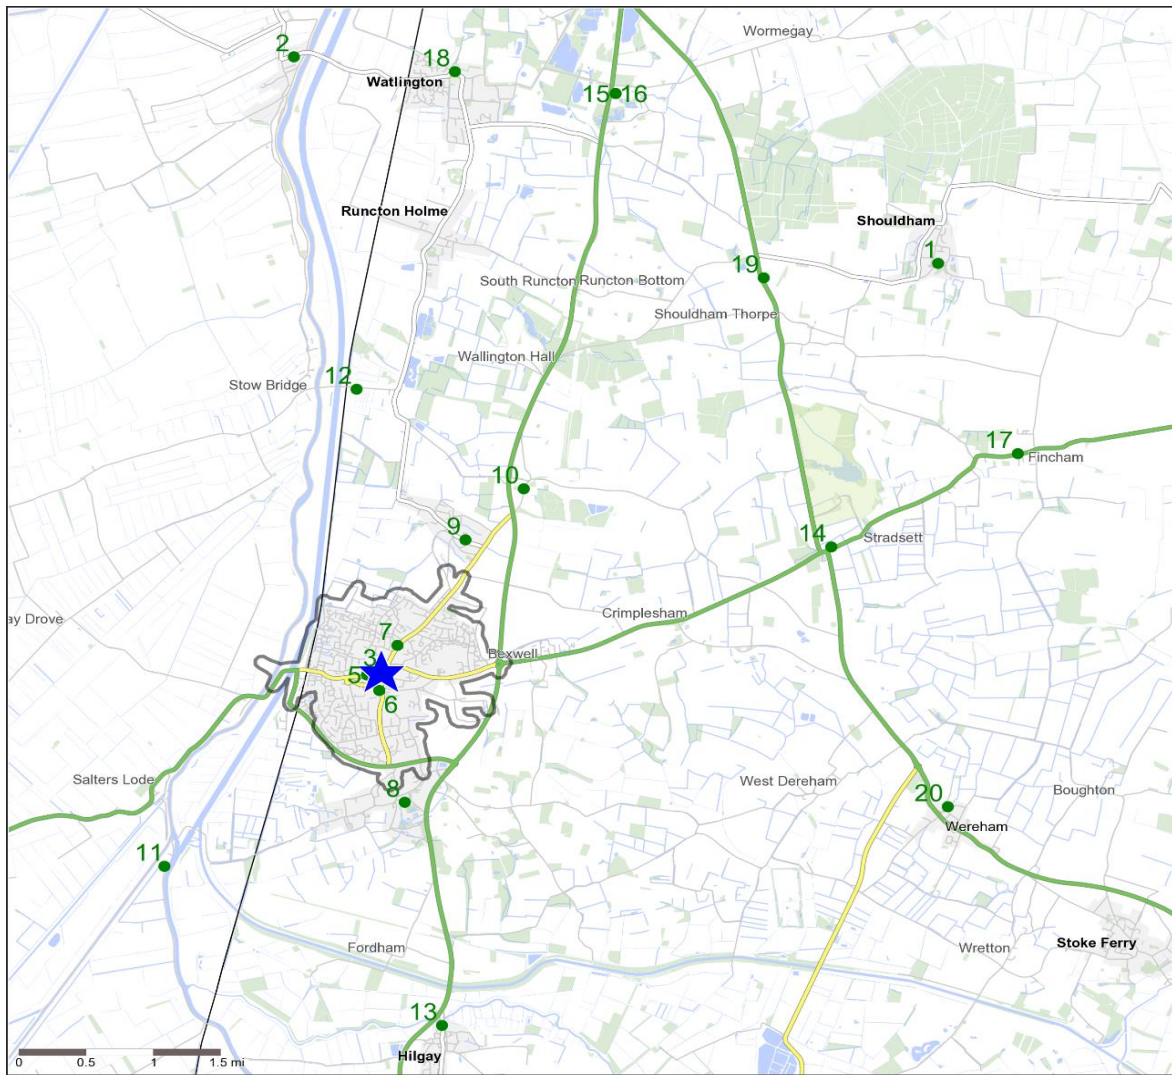 Wormegay
2
18
Watlington
15
16
Runcton Holme
Shouldham
1
19
South Runcton
Runcton Bottom
Shouldham Thorpe
Wallington Hall
Stow Bridge
12
17
Fincham
10
9
14
Stradsett
Crimplesham
ay Drove
7
3
Bexwell
5
6
Salters Lode
8
West Dereham
20
Boughton
Wereham
11
Fordham
Wretton
Stoke Ferry
13
Hilgay
0
0.5
1
1.5 mi